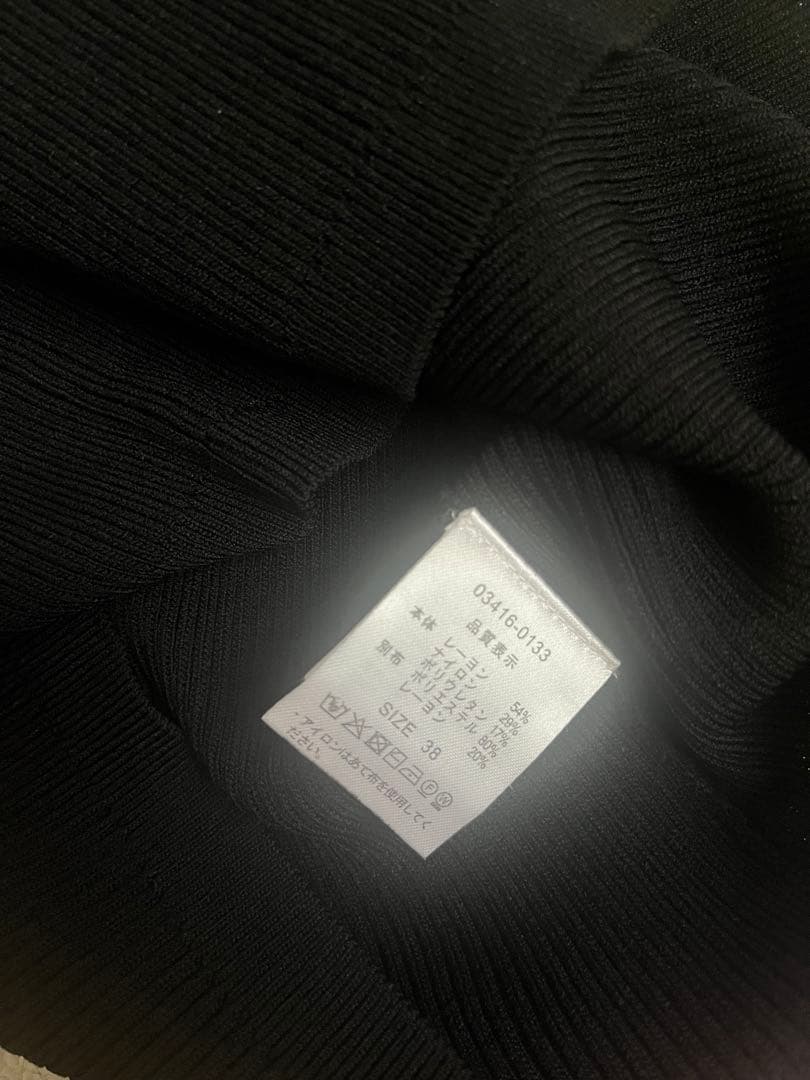 03416-0133
品質表示
本体 レーヨン 54%
ナイロン 29%
ポリウレタン 17%
別布 ポリエステル 80%
レーヨン 20%
SIZE 38
・アイロンはあて布を使用してく
ださい。